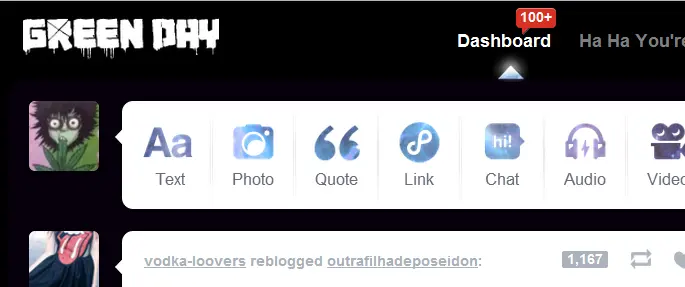 GREEN DAY
100+
Dashboard Ha Ha You're
Aa
hi!
Text Photo Quote Link Chat Audio Video
vodka-loovers reblogged outrafilhadeposeidon:
1,167